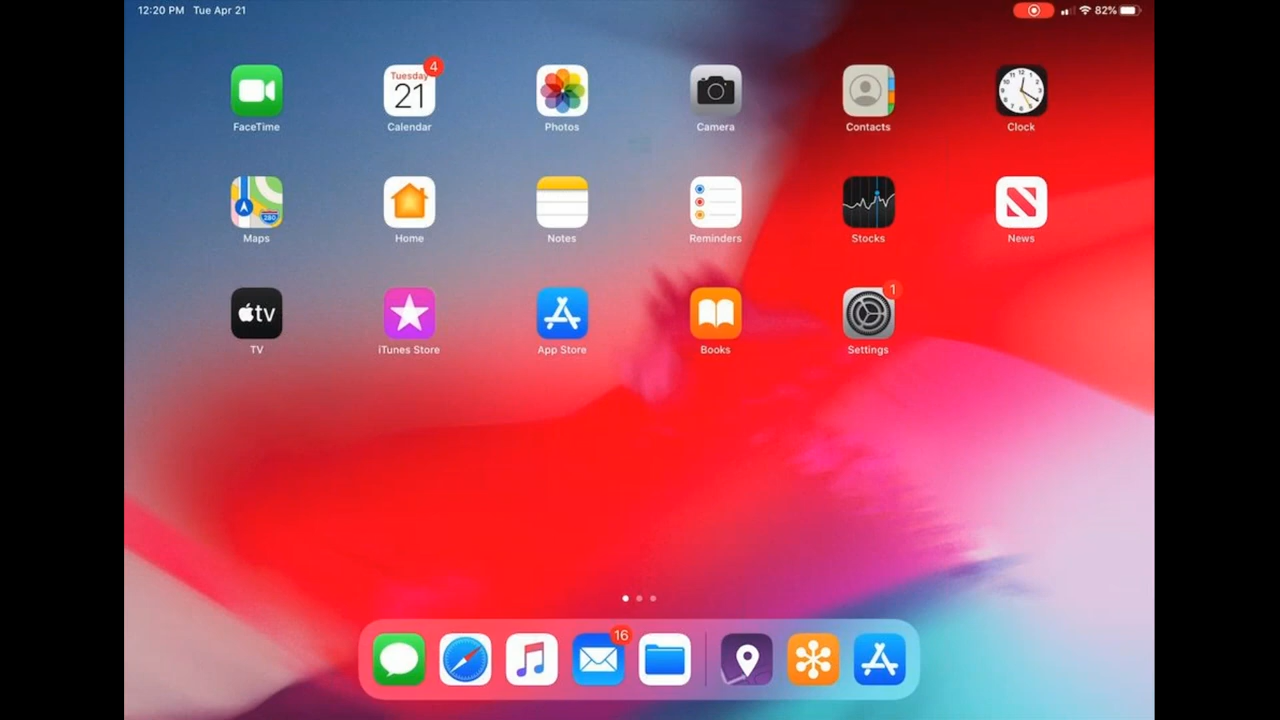 12:20 PM Tue Apr 21 82%
4
Tuesday
21
FaceTime Calendar Photos Camera Contacts Clock
280
Maps Home Notes Reminders Stocks News
1
tv
TV iTunes Store App Store Books Settings
16